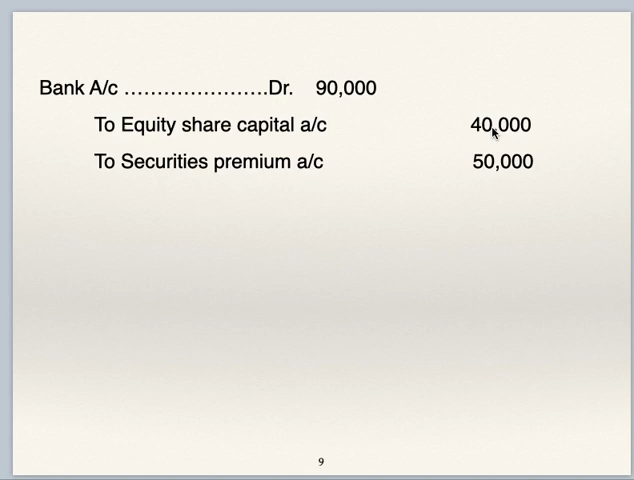 Bank A/c ......................Dr. 90,000
To Equity share capital a/c 40,000
To Securities premium a/c 50,000
9